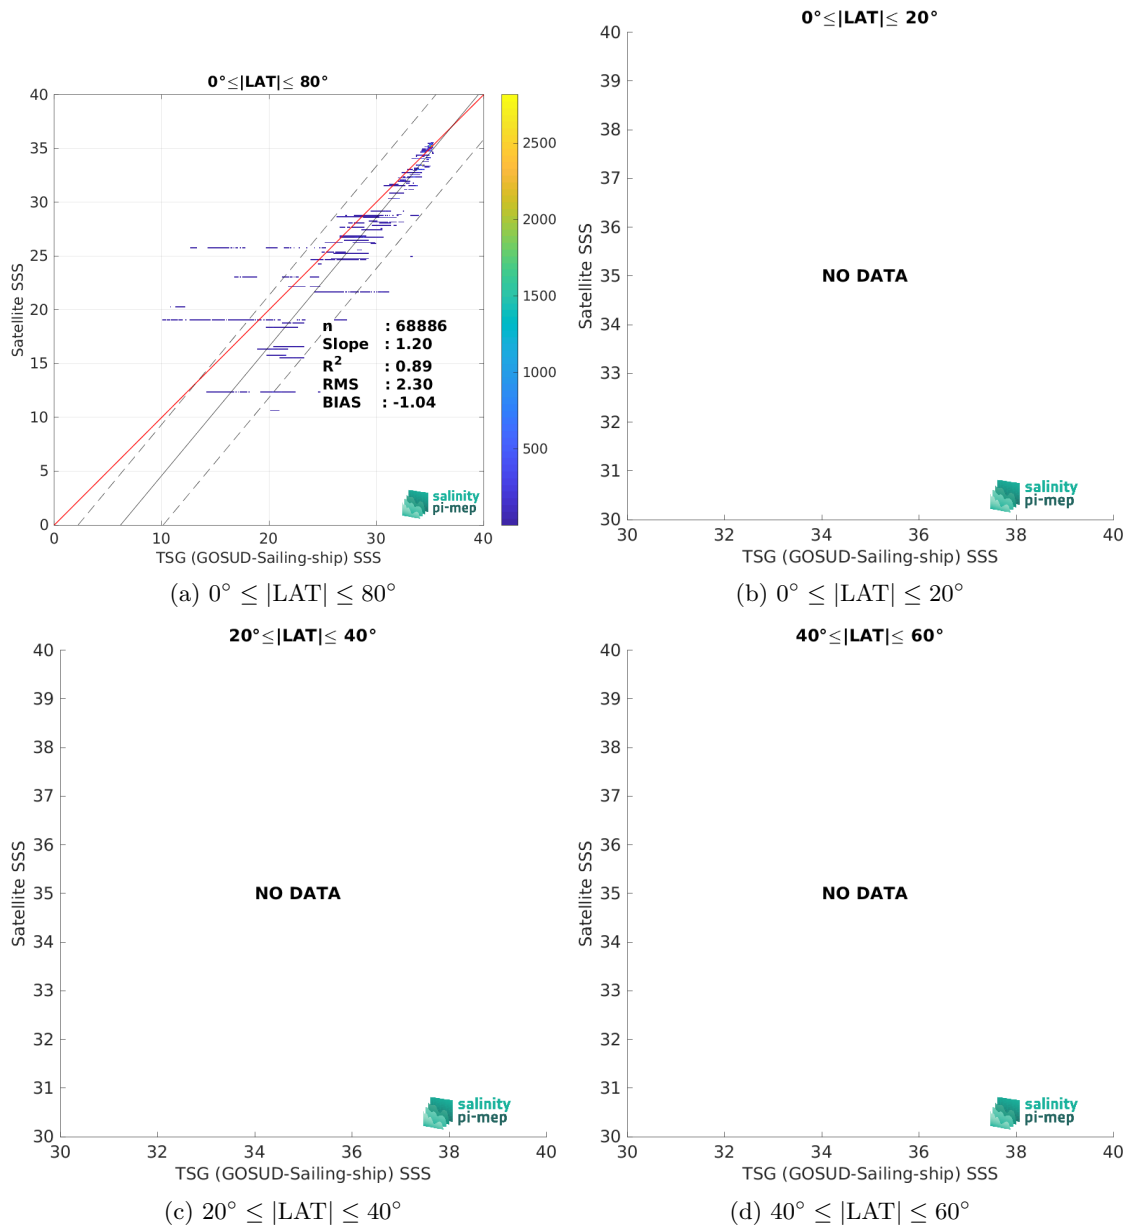 0°≤|LAT|≤ 80°
40
35
30
25
20
15
10
5
0
0
10
20
30
40
Satellite SSS
TSG (GOSUD-Sailing-ship) SSS
n : 68886
Slope : 1.20
R² : 0.89
RMS : 2.30
BIAS : -1.04
salinity
pi-mep
2500
2000
1500
1000
500
(a) 0° ≤ |LAT| ≤ 80°
0°≤|LAT|≤ 20°
40
39
38
37
36
35
34
33
32
31
30
30
32
34
36
38
40
Satellite SSS
NO DATA
salinity
pi-mep
TSG (GOSUD-Sailing-ship) SSS
(b) 0° ≤ |LAT| ≤ 20°
20°≤|LAT|≤ 40°
40
39
38
37
36
35
34
33
32
31
30
30
32
34
36
38
40
Satellite SSS
NO DATA
salinity
pi-mep
TSG (GOSUD-Sailing-ship) SSS
(c) 20° ≤ |LAT| ≤ 40°
40°≤|LAT|≤ 60°
40
39
38
37
36
35
34
33
32
31
30
30
32
34
36
38
40
Satellite SSS
NO DATA
salinity
pi-mep
TSG (GOSUD-Sailing-ship) SSS
(d) 40° ≤ |LAT| ≤ 60°